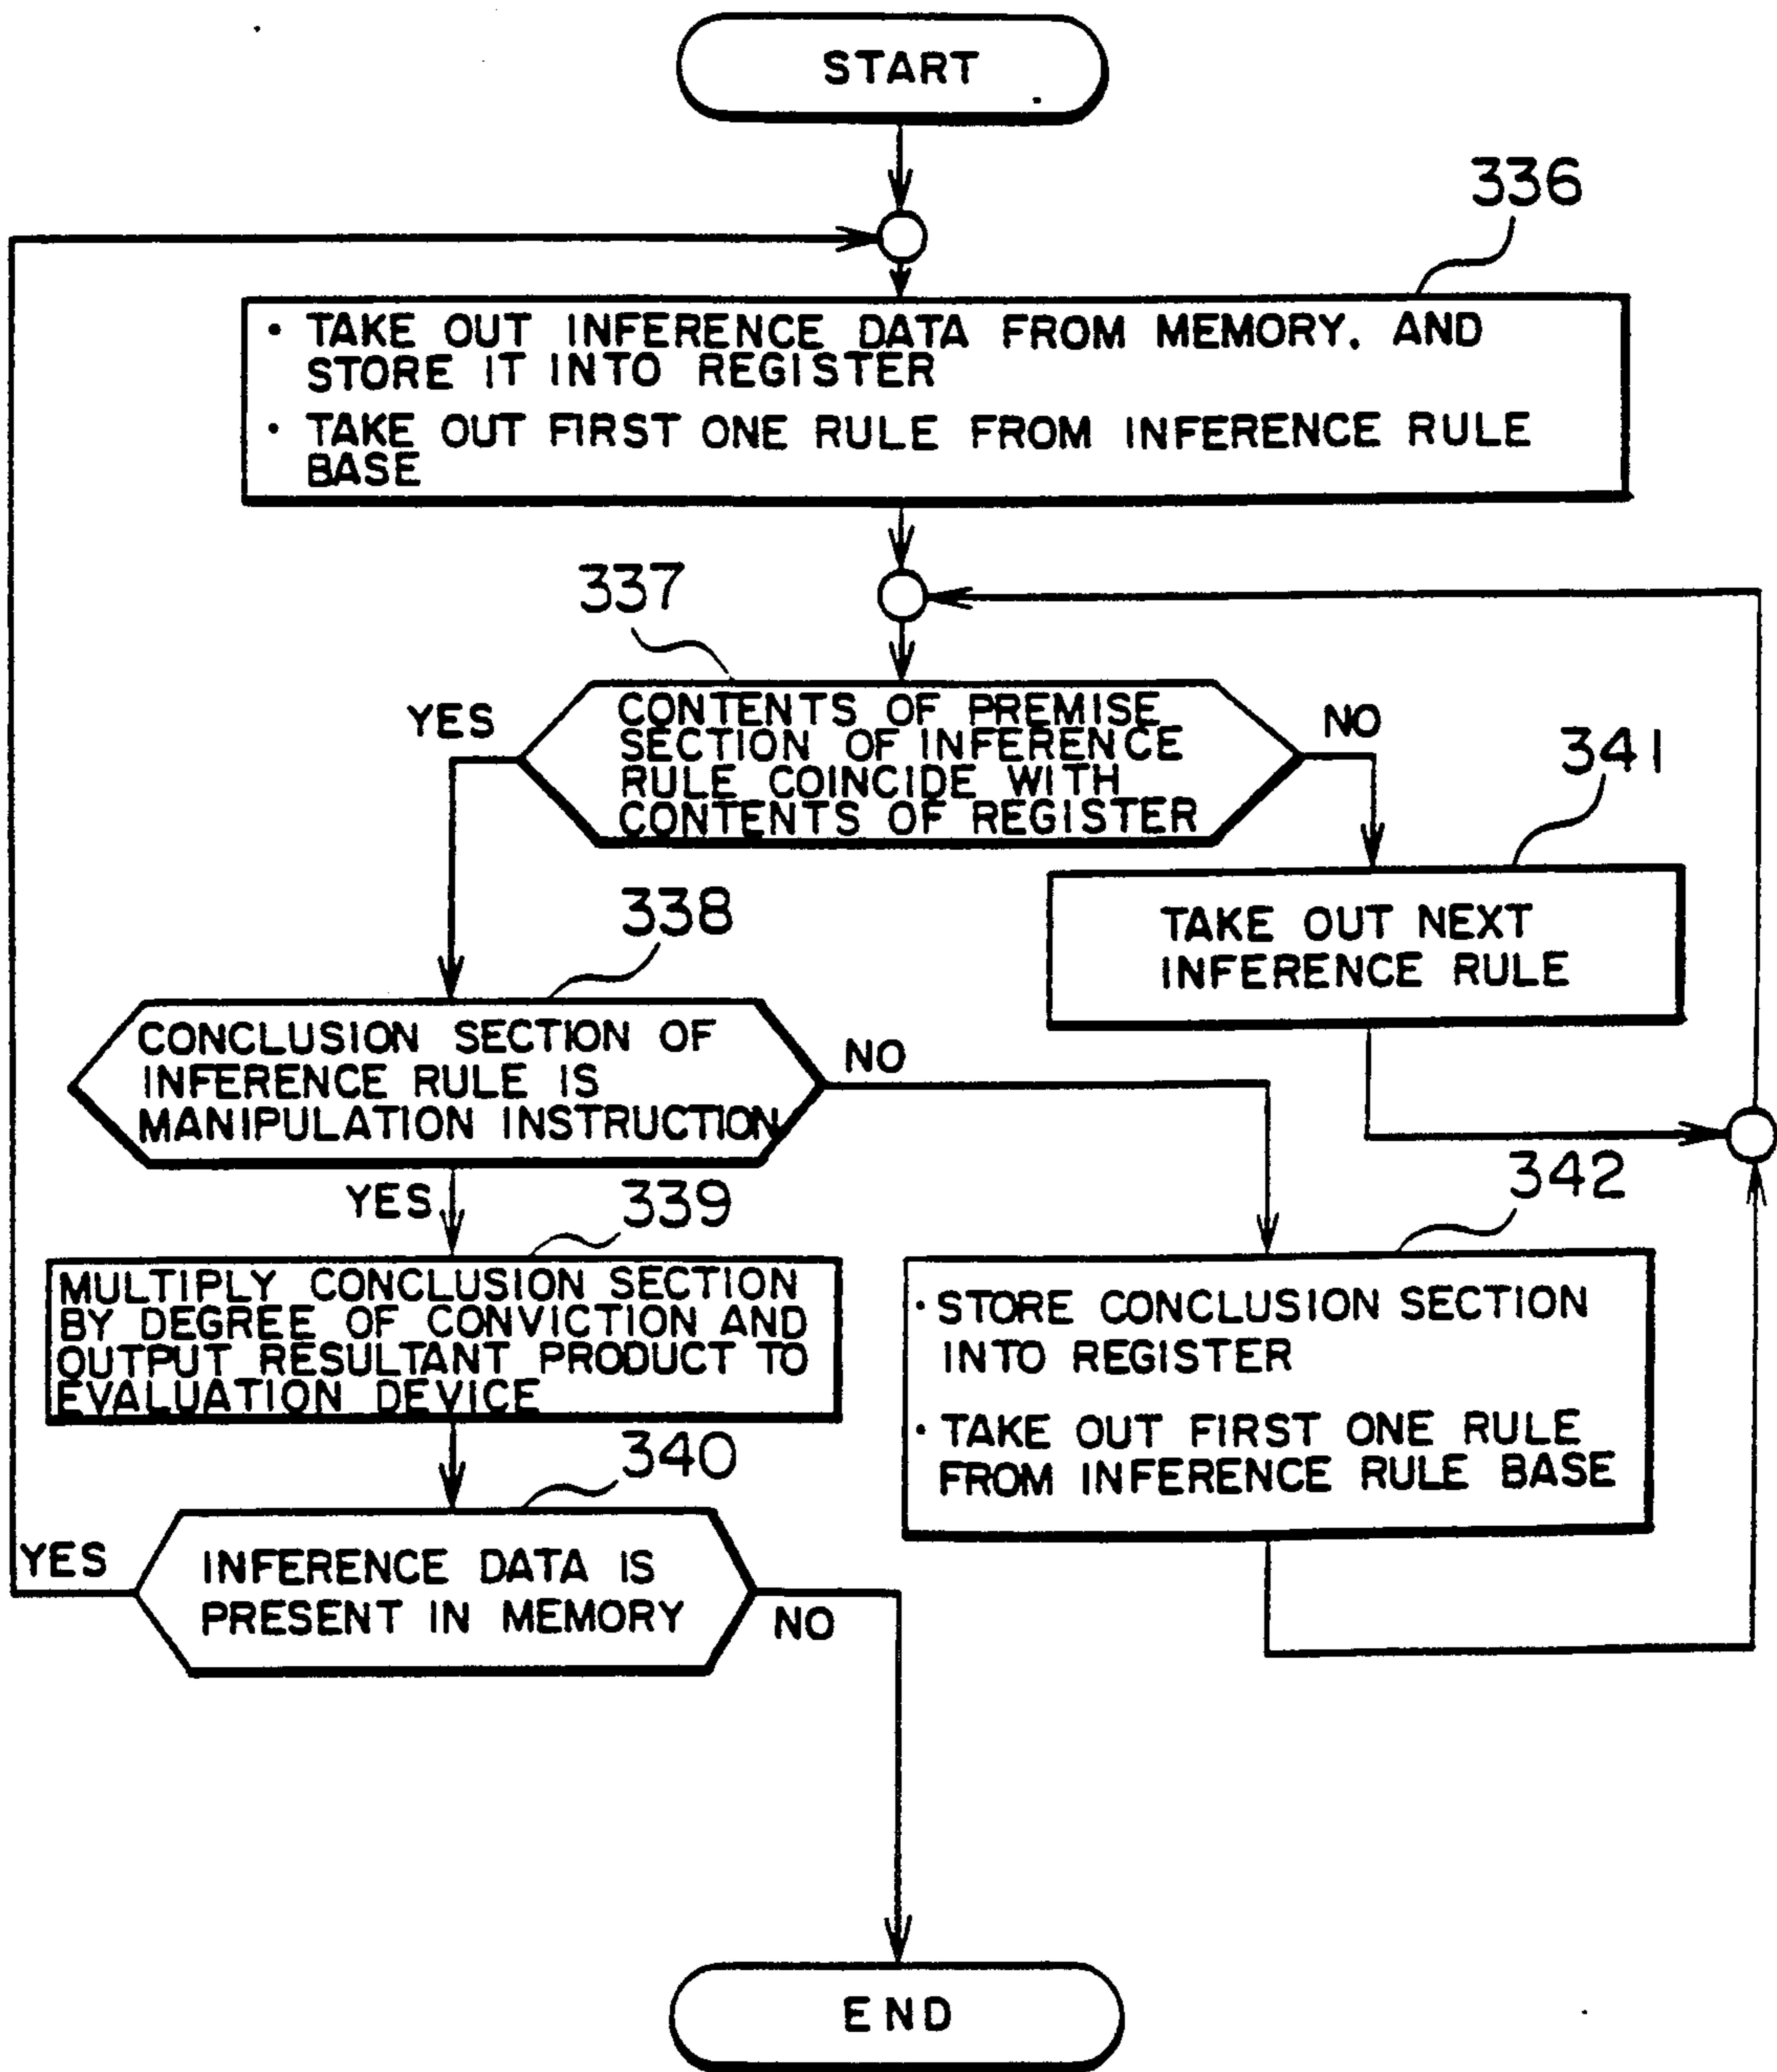 START
336
• TAKE OUT INFERENCE DATA FROM MEMORY. AND
STORE IT INTO REGISTER
• TAKE OUT FIRST ONE RULE FROM INFERENCE RULE
BASE
337
YES
CONTENTS OF PREMISE
SECTION OF INFERENCE
RULE COINCIDE WITH
CONTENTS OF REGISTER
NO
341
TAKE OUT NEXT
INFERENCE RULE
338
CONCLUSION SECTION OF
INFERENCE RULE IS
MANIPULATION INSTRUCTION
NO
YES
339
MULTIPLY CONCLUSION SECTION
BY DEGREE OF CONVICTION AND
OUTPUT RESULTANT PRODUCT TO
EVALUATION DEVICE
342
• STORE CONCLUSION SECTION
INTO REGISTER
• TAKE OUT FIRST ONE RULE
FROM INFERENCE RULE BASE
340
YES
INFERENCE DATA IS
PRESENT IN MEMORY
NO
END